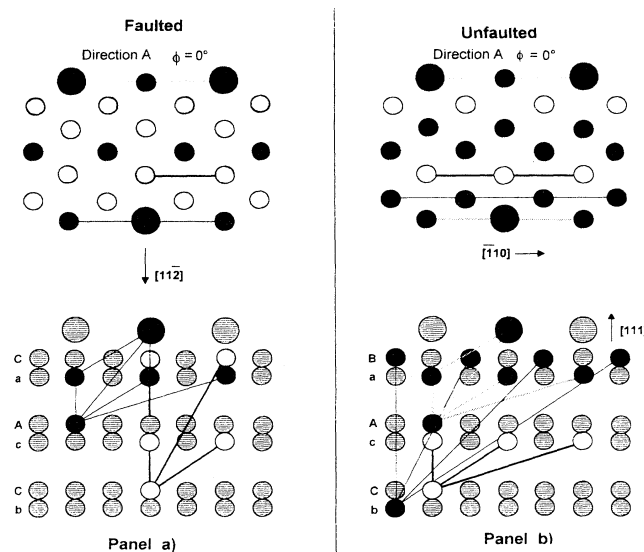 Faulted
Direction A ϕ = 0°
[11̅2̅]
C
a
A
c
C
b
Panel a)
Unfaulted
Direction A ϕ = 0°
[1̅10]
[111]
B
a
A
c
C
b
Panel b)